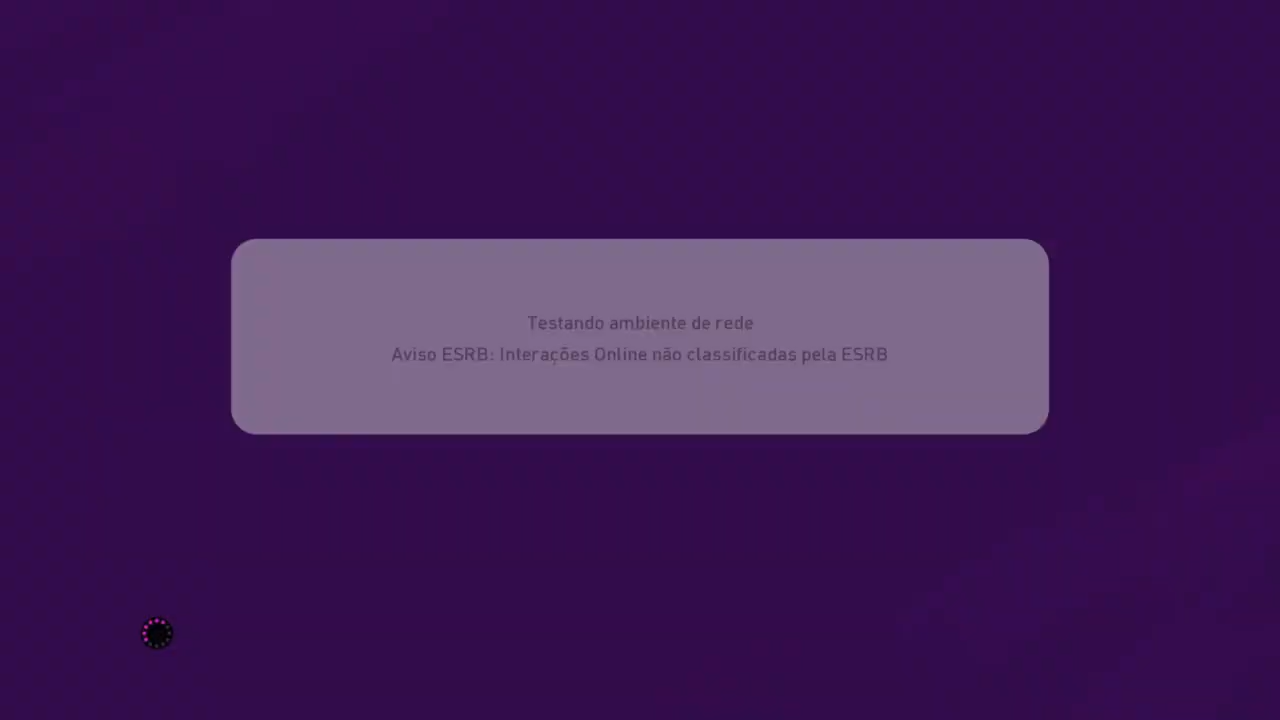 Testando ambiente de rede
Aviso ESRB: Interações Online não classificadas pela ESRB